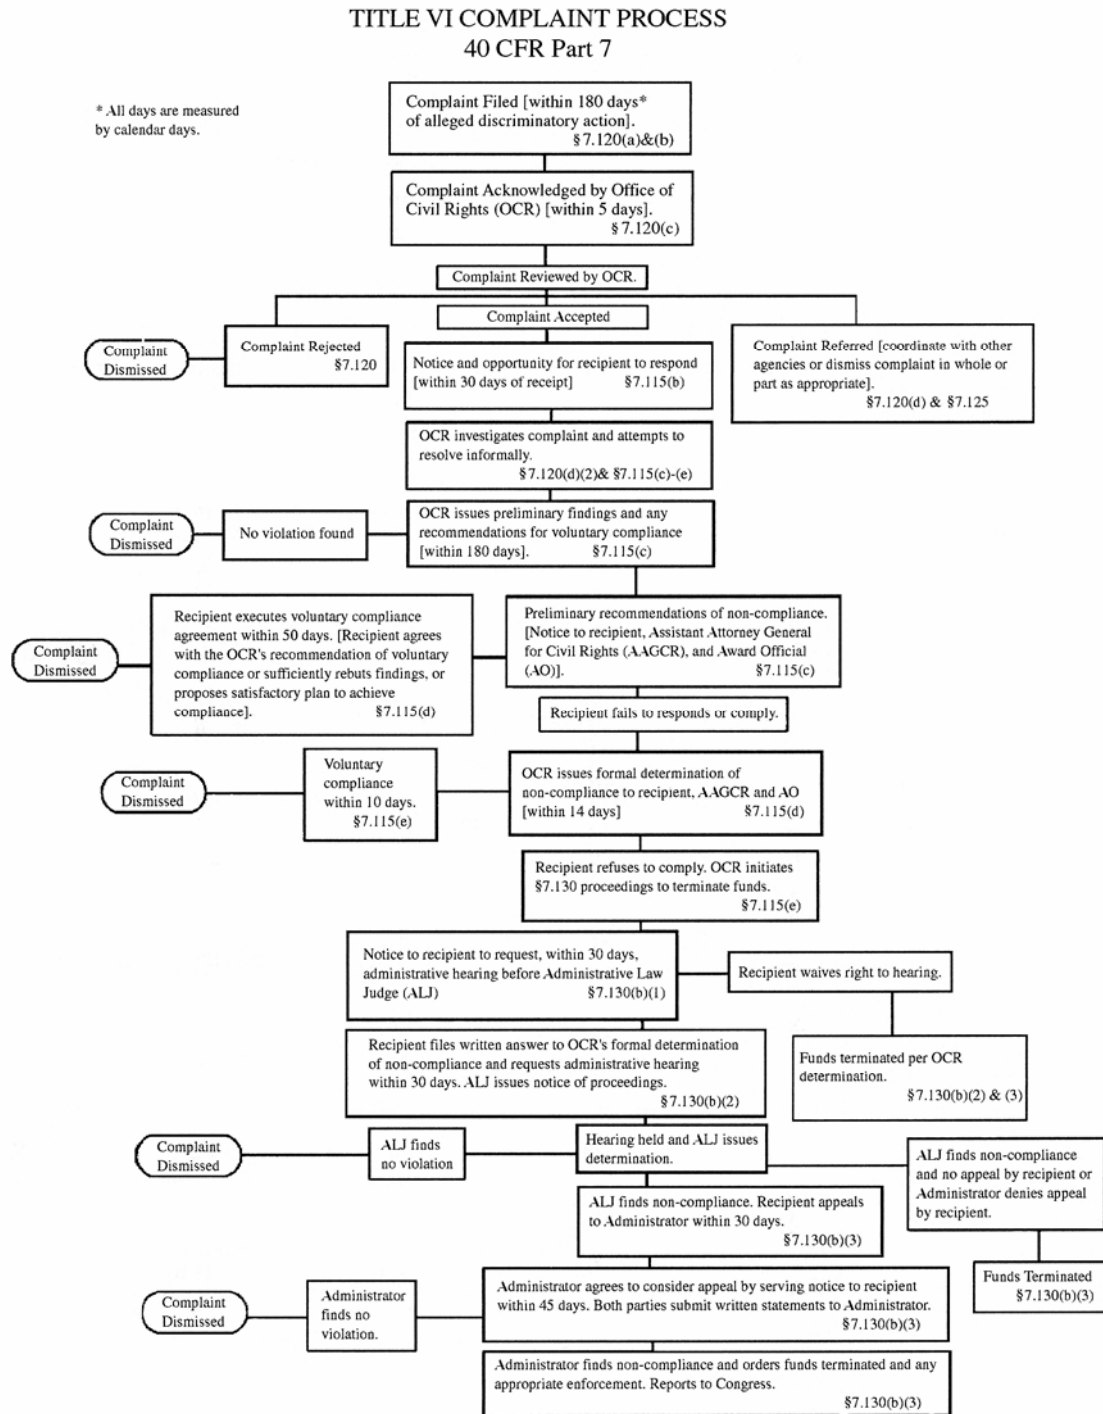 TITLE VI COMPLAINT PROCESS
40 CFR Part 7
* All days are measured
by calendar days.
Complaint Filed [within 180 days*
of alleged discriminatory action].
§7.120(a)&(b)
Complaint Acknowledged by Office of
Civil Rights (OCR) [within 5 days].
§7.120(c)
Complaint Reviewed by OCR.
Complaint Accepted
Complaint
Dismissed
Complaint Rejected
§7.120
Notice and opportunity for recipient to respond
[within 30 days of receipt] §7.115(b)
Complaint Referred [coordinate with other
agencies or dismiss complaint in whole or
part as appropriate].
§7.120(d) & §7.125
OCR investigates complaint and attempts to
resolve informally.
§7.120(d)(2)& §7.115(c)-(e)
Complaint
Dismissed
No violation found
OCR issues preliminary findings and any
recommendations for voluntary compliance
[within 180 days]. §7.115(c)
Complaint
Dismissed
Recipient executes voluntary compliance
agreement within 50 days. [Recipient agrees
with the OCR's recommendation of voluntary
compliance or sufficiently rebuts findings, or
proposes satisfactory plan to achieve
compliance]. §7.115(d)
Preliminary recommendations of non-compliance.
[Notice to recipient, Assistant Attorney General
for Civil Rights (AAGCR), and Award Official
(AO)]. §7.115(c)
Recipient fails to responds or comply.
Complaint
Dismissed
Voluntary
compliance
within 10 days.
§7.115(e)
OCR issues formal determination of
non-compliance to recipient, AAGCR and AO
[within 14 days] §7.115(d)
Recipient refuses to comply. OCR initiates
§7.130 proceedings to terminate funds.
§7.115(e)
Notice to recipient to request, within 30 days,
administrative hearing before Administrative Law
Judge (ALJ) §7.130(b)(1)
Recipient waives right to hearing.
Recipient files written answer to OCR's formal determination
of non-compliance and requests administrative hearing
within 30 days. ALJ issues notice of proceedings.
§7.130(b)(2)
Funds terminated per OCR
determination.
§7.130(b)(2) & (3)
Complaint
Dismissed
ALJ finds
no violation
Hearing held and ALJ issues
determination.
ALJ finds non-compliance
and no appeal by recipient or
Administrator denies appeal
by recipient.
ALJ finds non-compliance. Recipient appeals
to Administrator within 30 days.
§7.130(b)(3)
Funds Terminated
§7.130(b)(3)
Complaint
Dismissed
Administrator
finds no
violation.
Administrator agrees to consider appeal by serving notice to recipient
within 45 days. Both parties submit written statements to Administrator.
§7.130(b)(3)
Administrator finds non-compliance and orders funds terminated and any
appropriate enforcement. Reports to Congress.
§7.130(b)(3)